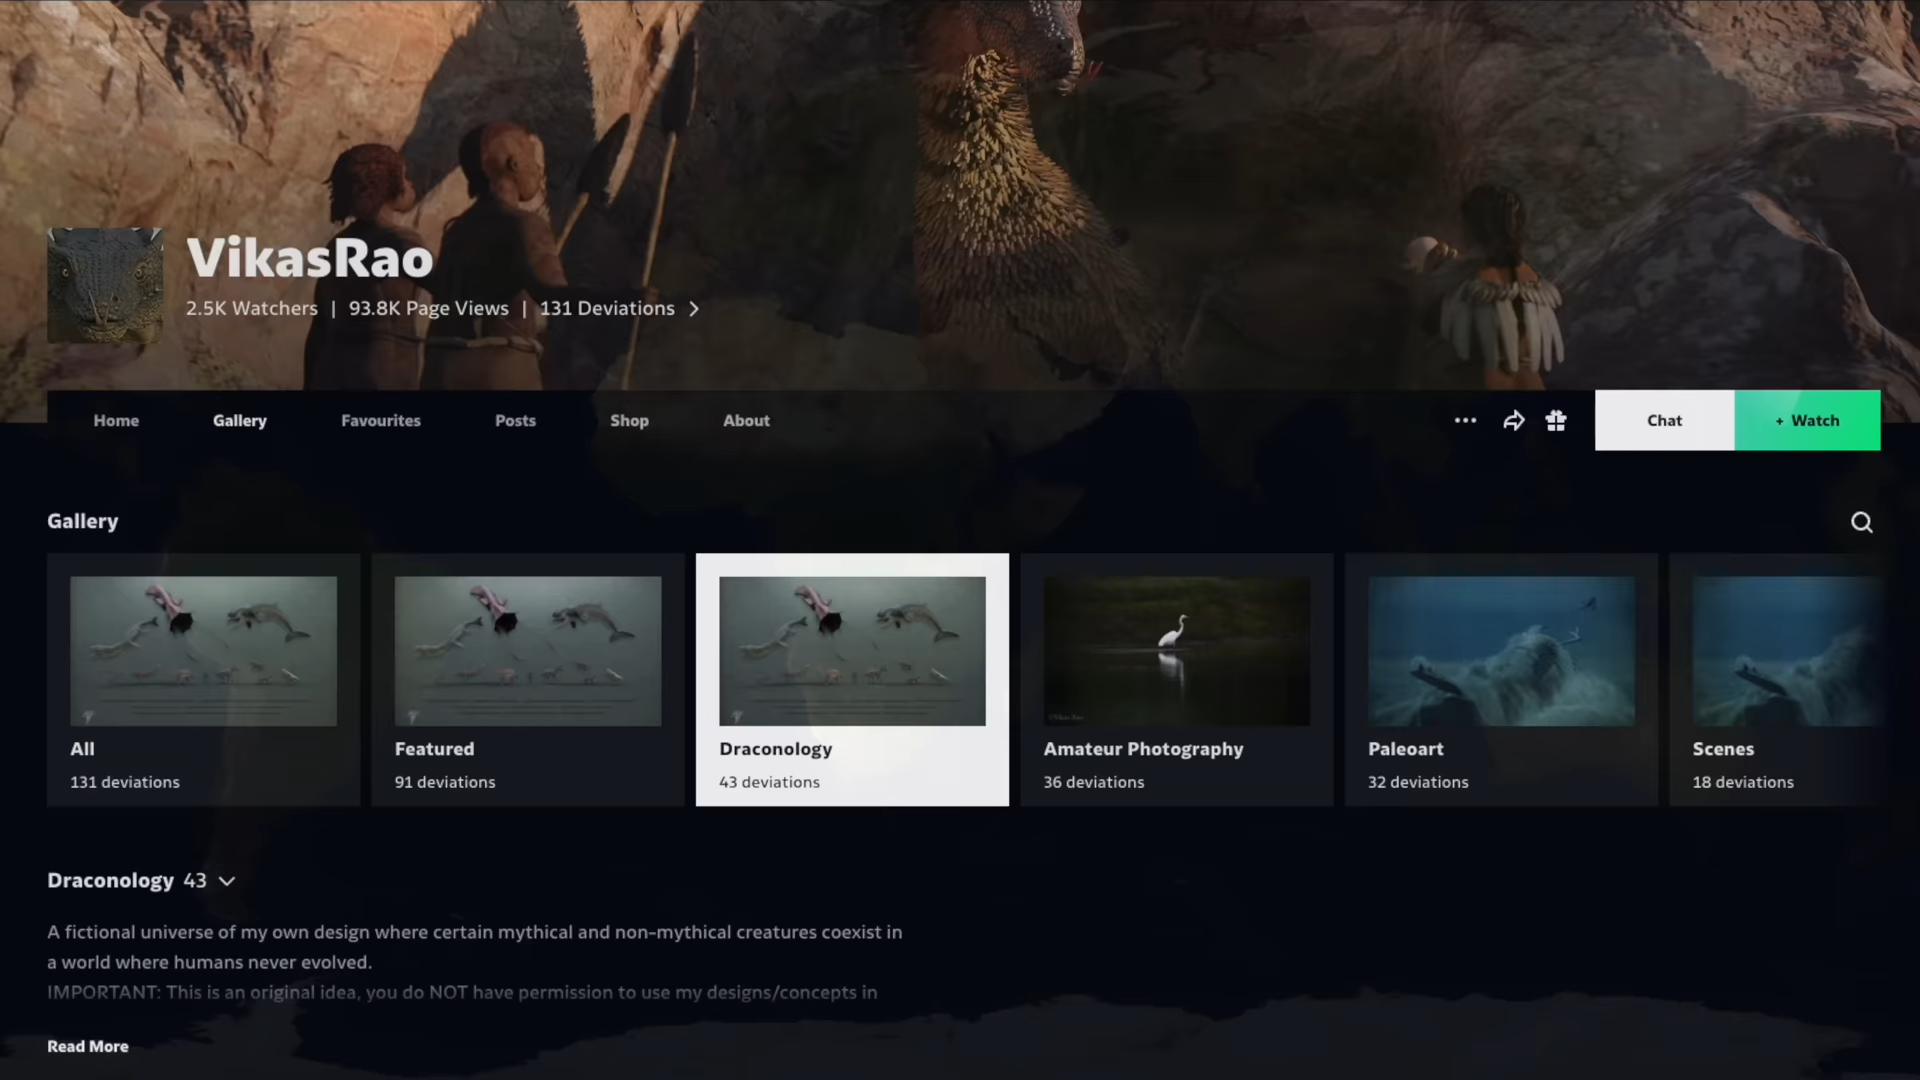 VikasRao
2.5K Watchers | 93.8K Page Views | 131 Deviations
Home
Gallery
Favourites
Posts
Shop
About
Chat
+ Watch
Gallery
All
131 deviations
Featured
91 deviations
Draconology
43 deviations
Amateur Photography
36 deviations
Paleoart
32 deviations
Scenes
18 deviations
Draconology 43
A fictional universe of my own design where certain mythical and non-mythical creatures coexist in
a world where humans never evolved.
IMPORTANT: This is an original idea, you do NOT have permission to use my designs/concepts in
Read More